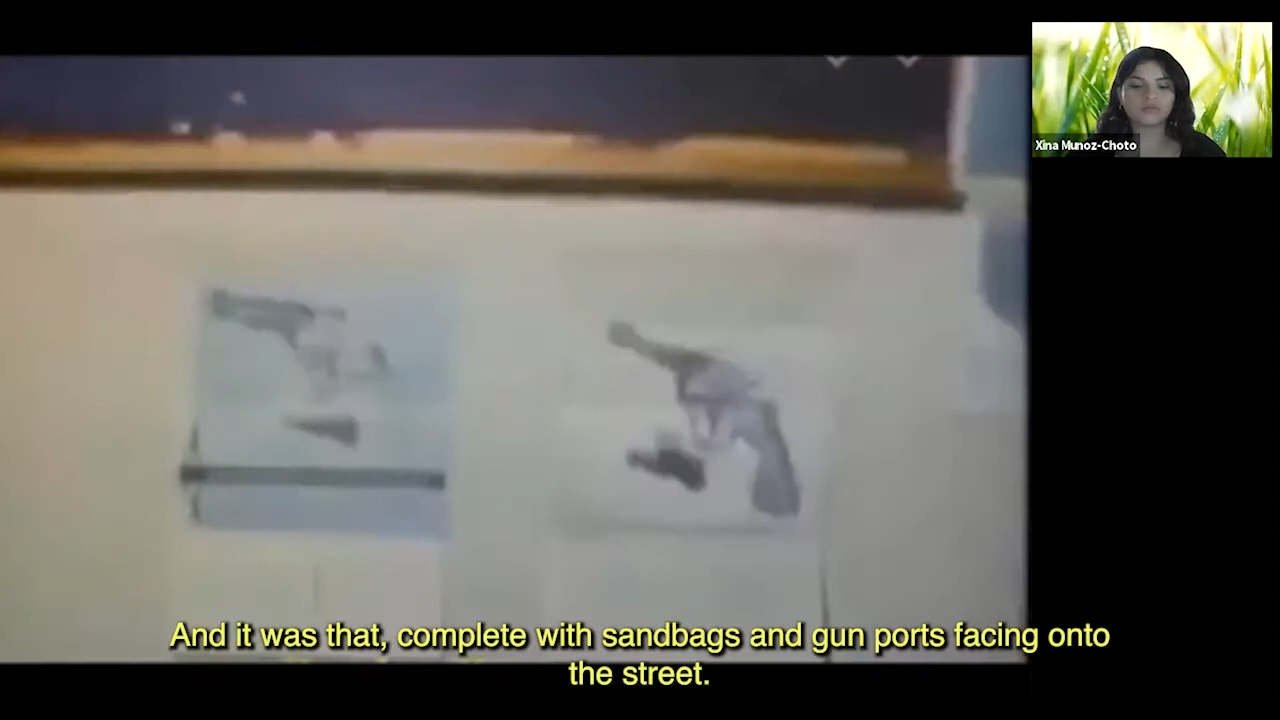 Xina Munoz-Choto
And it was that, complete with sandbags and gun ports facing onto
the street.